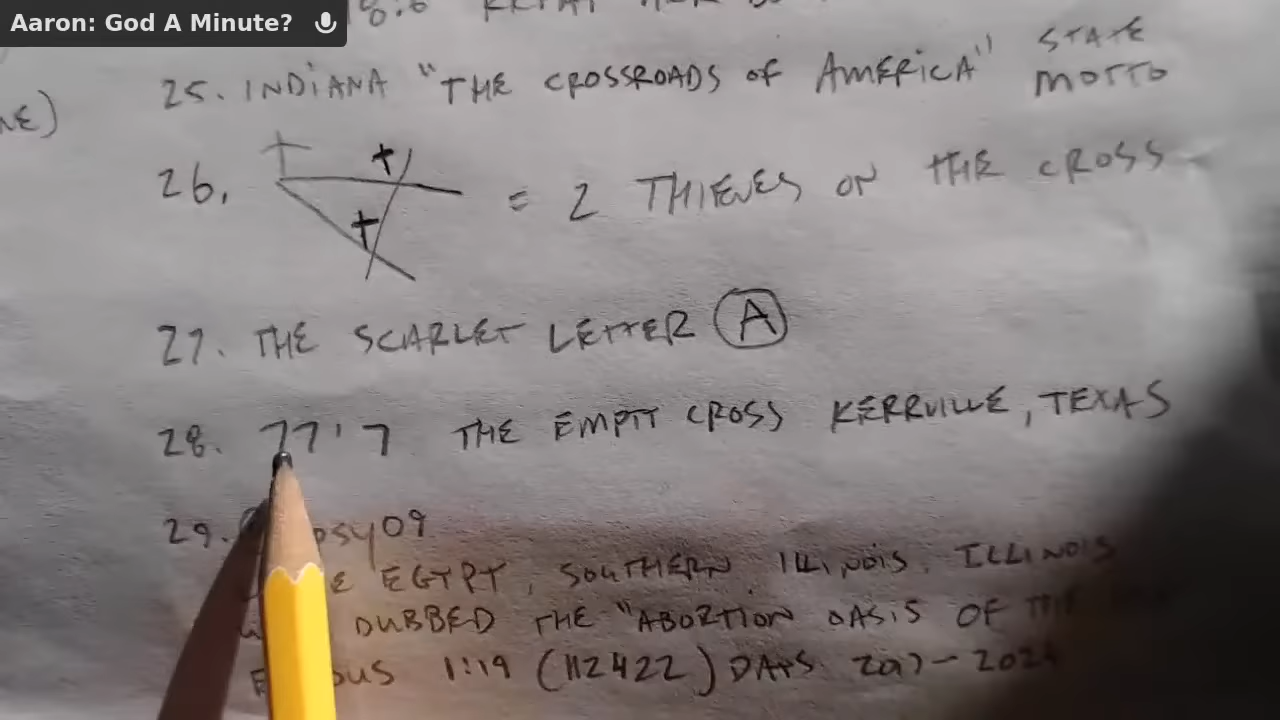 Aaron: God A Minute?
25. INDIANA "THE CROSSROADS OF AMERICA" STATE MOTTO
26. = 2 THIEVES ON THE CROSS
27. THE SCARLET LETTER A
28. 77'7 THE EMPTY CROSS KERRVILLE, TEXAS
29.
EGYPT, SOUTHERN ILLINOIS. ILLINOIS
DUBBED THE "ABORTION OASIS OF
1:19 (112422) DAYS 2017-